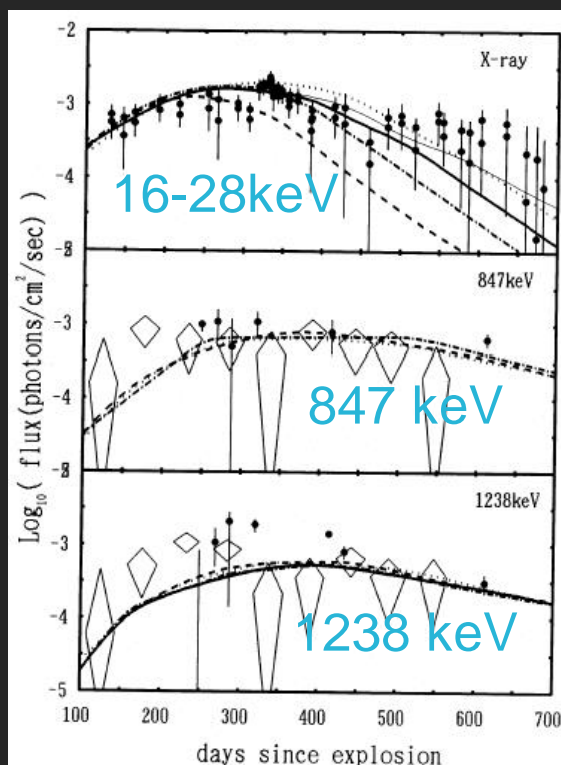 -2
X-ray
-3
-4
16-28keV
-5
847keV
-3
-4
847 keV
1238keV
-3
-4
1238 keV
-5
100 200 300 400 500 600 700
days since explosion
Log₁₀( flux(photons/cm²/sec) )